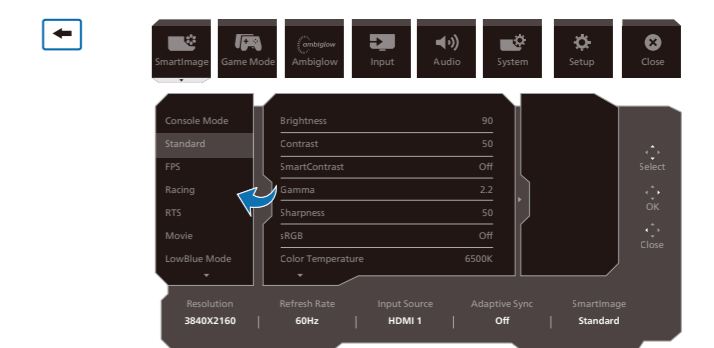 SmartImage
Game Mode
ambiglow
Ambiglow
Input
Audio
System
Setup
Close
Console Mode
Standard
FPS
Racing
RTS
Movie
LowBlue Mode
Brightness 90
Contrast 50
SmartContrast Off
Gamma 2.2
Sharpness 50
sRGB Off
Color Temperature 6500K
Select
OK
Close
Resolution Refresh Rate Input Source Adaptive Sync SmartImage
3840X2160 | 60Hz | HDMI 1 | Off | Standard